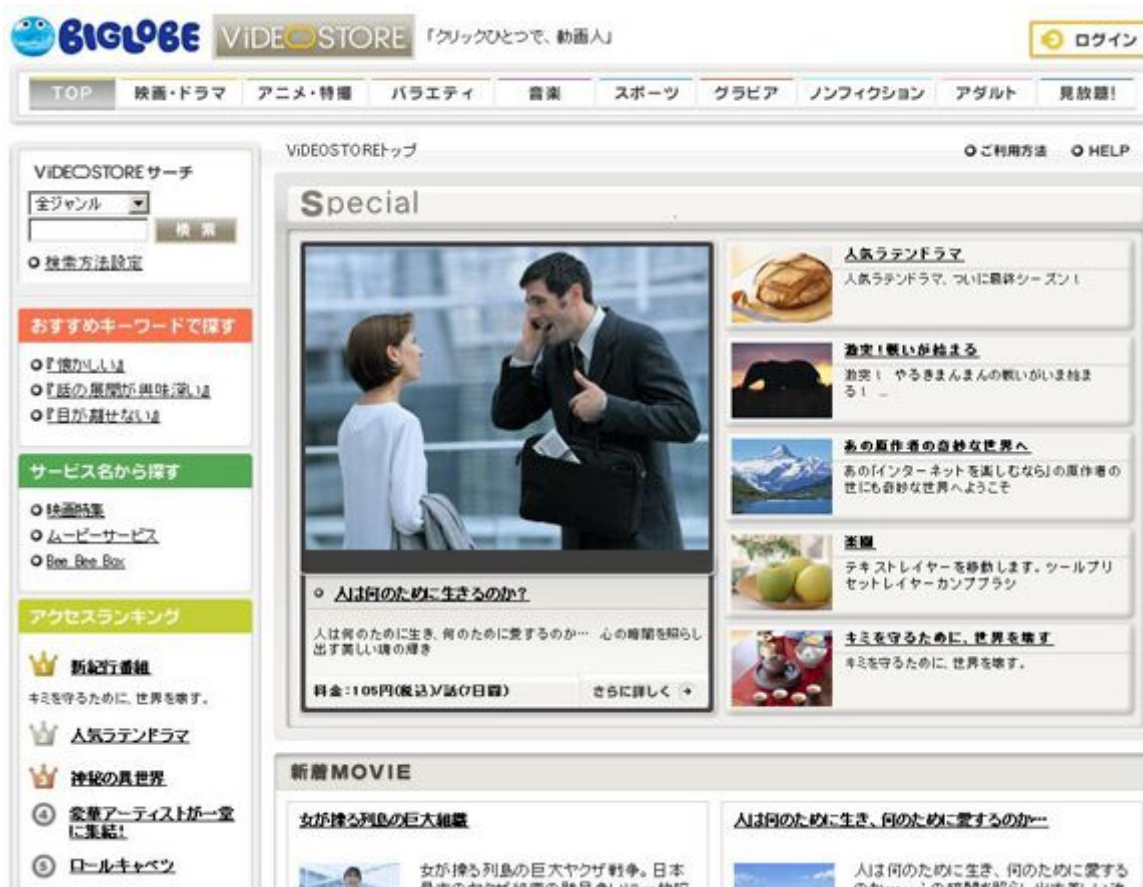 BIGLOBE ViDEOSTORE 「クリックひとつで、動画人」
ログイン
TOP 映画・ドラマ アニメ・特撮 バラエティ 音楽 スポーツ グラビア ノンフィクション アダルト 見放題!
ViDEOSTOREトップ
ご利用方法 HELP
ViDEOSTOREサーチ
全ジャンル
検索
検索方法設定
おすすめキーワードで探す
『懐かしい』
『話の展開が興味深い』
『目が離せない』
サービス名から探す
映画特集
ムービーサービス
Bee Bee Box
アクセスランキング
1 新紀行番組
キミを守るために、世界を壊す。
2 人気ラテンドラマ
3 神秘の異世界
4 豪華アーティストが一堂
に集結!
5 ロールキャベツ
Special
人は何のために生きるのか?
人は何のために生き、何のために愛するのか… 心の暗闇を照らし
出す美しい魂の輝き
料金:105円(税込)/話(7日間)
さらに詳しく
人気ラテンドラマ
人気ラテンドラマ、ついに最終シーズン!
激突!戦いが始まる
激突! やるきまんまんの戦いがいま始ま
る! …
あの原作者の奇妙な世界へ
あの「インターネットを楽しむなら」の原作者の
世にも奇妙な世界へようこそ
楽園
テキストレイヤーを移動します。ツールプリ
セットレイヤーカンプブラシ
キミを守るために、世界を壊す
キミを守るために、世界を壊す。
新着MOVIE
女が操る列島の巨大組織
女が操る列島の巨大ヤクザ戦争。日本
人は何のために生き、何のために愛するのか…
人は何のために生き、何のために愛する